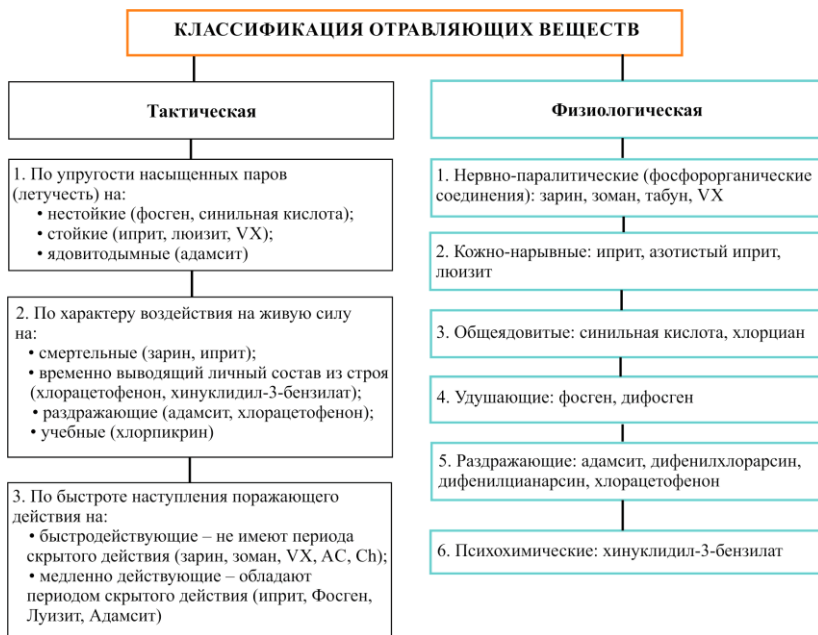 КЛАССИФИКАЦИЯ ОТРАВЛЯЮЩИХ ВЕЩЕСТВ
Тактическая
1. По упругости насыщенных паров
(летучесть) на:
• нестойкие (фосген, синильная кислота);
• стойкие (иприт, люизит, VX);
• ядовитодымные (адамсит)
2. По характеру воздействия на живую силу
на:
• смертельные (зарин, иприт);
• временно выводящий личный состав из строя
(хлорацетофенон, хинуклидил-3-бензилат);
• раздражающие (адамсит, хлорацетофенон);
• учебные (хлорпикрин)
3. По быстроте наступления поражающего
действия на:
• быстродействующие – не имеют периода
скрытого действия (зарин, зоман, VX, AC, Ch);
• медленно действующие – обладают
периодом скрытого действия (иприт, Фосген,
Луизит, Адамсит)
Физиологическая
1. Нервно-паралитические (фосфорорганические
соединения): зарин, зоман, табун, VX
2. Кожно-нарывные: иприт, азотистый иприт,
люизит
3. Общеядовитые: синильная кислота, хлорциан
4. Удушающие: фосген, дифосген
5. Раздражающие: адамсит, дифенилхлорарсин,
дифенилцианарсин, хлорацетофенон
6. Психохимические: хинуклидил-3-бензилат